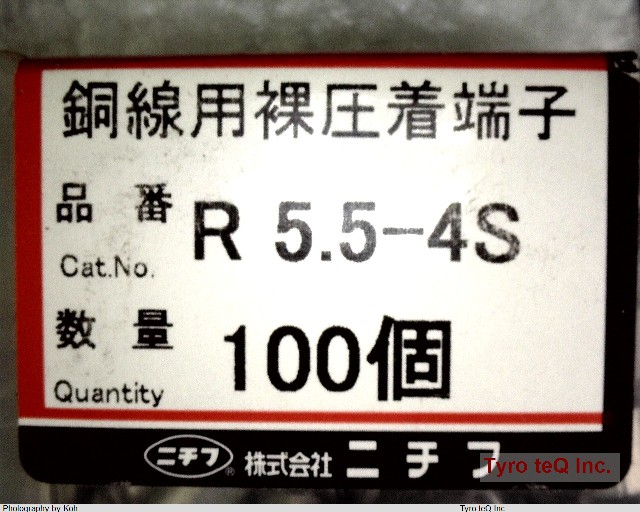 銅線用裸圧着端子
品番 R 5.5-4S
Cat.No.
数量 100個
Quantity
ニチフ® 株式会社 ニチフ
Tyro teQ Inc.
Photography by Koh Tyro teQ Inc